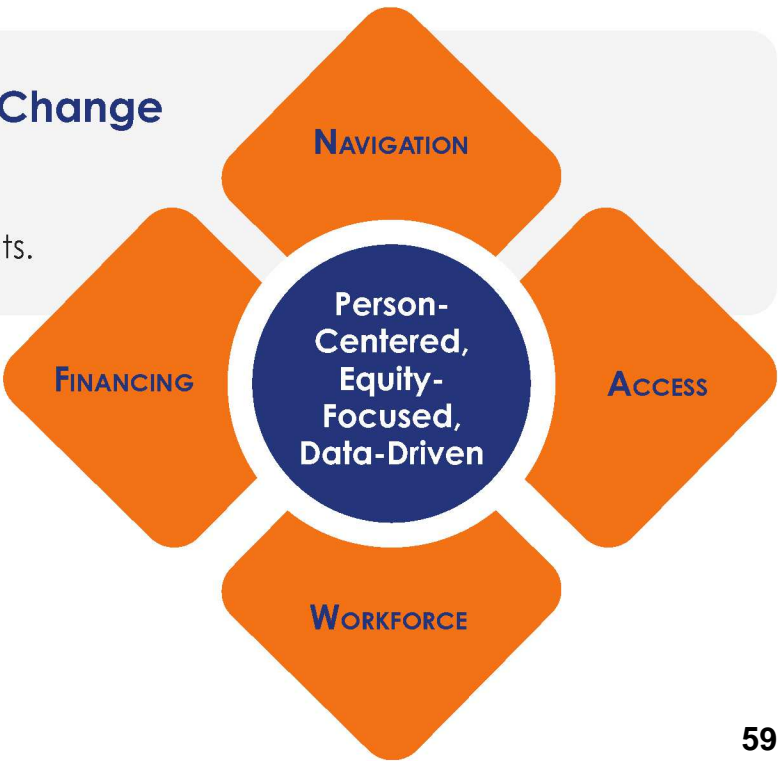 Change
NAVIGATION
ts.
Person-
Centered,
Equity-
Focused,
Data-Driven
FINANCING
ACCESS
WORKFORCE
59